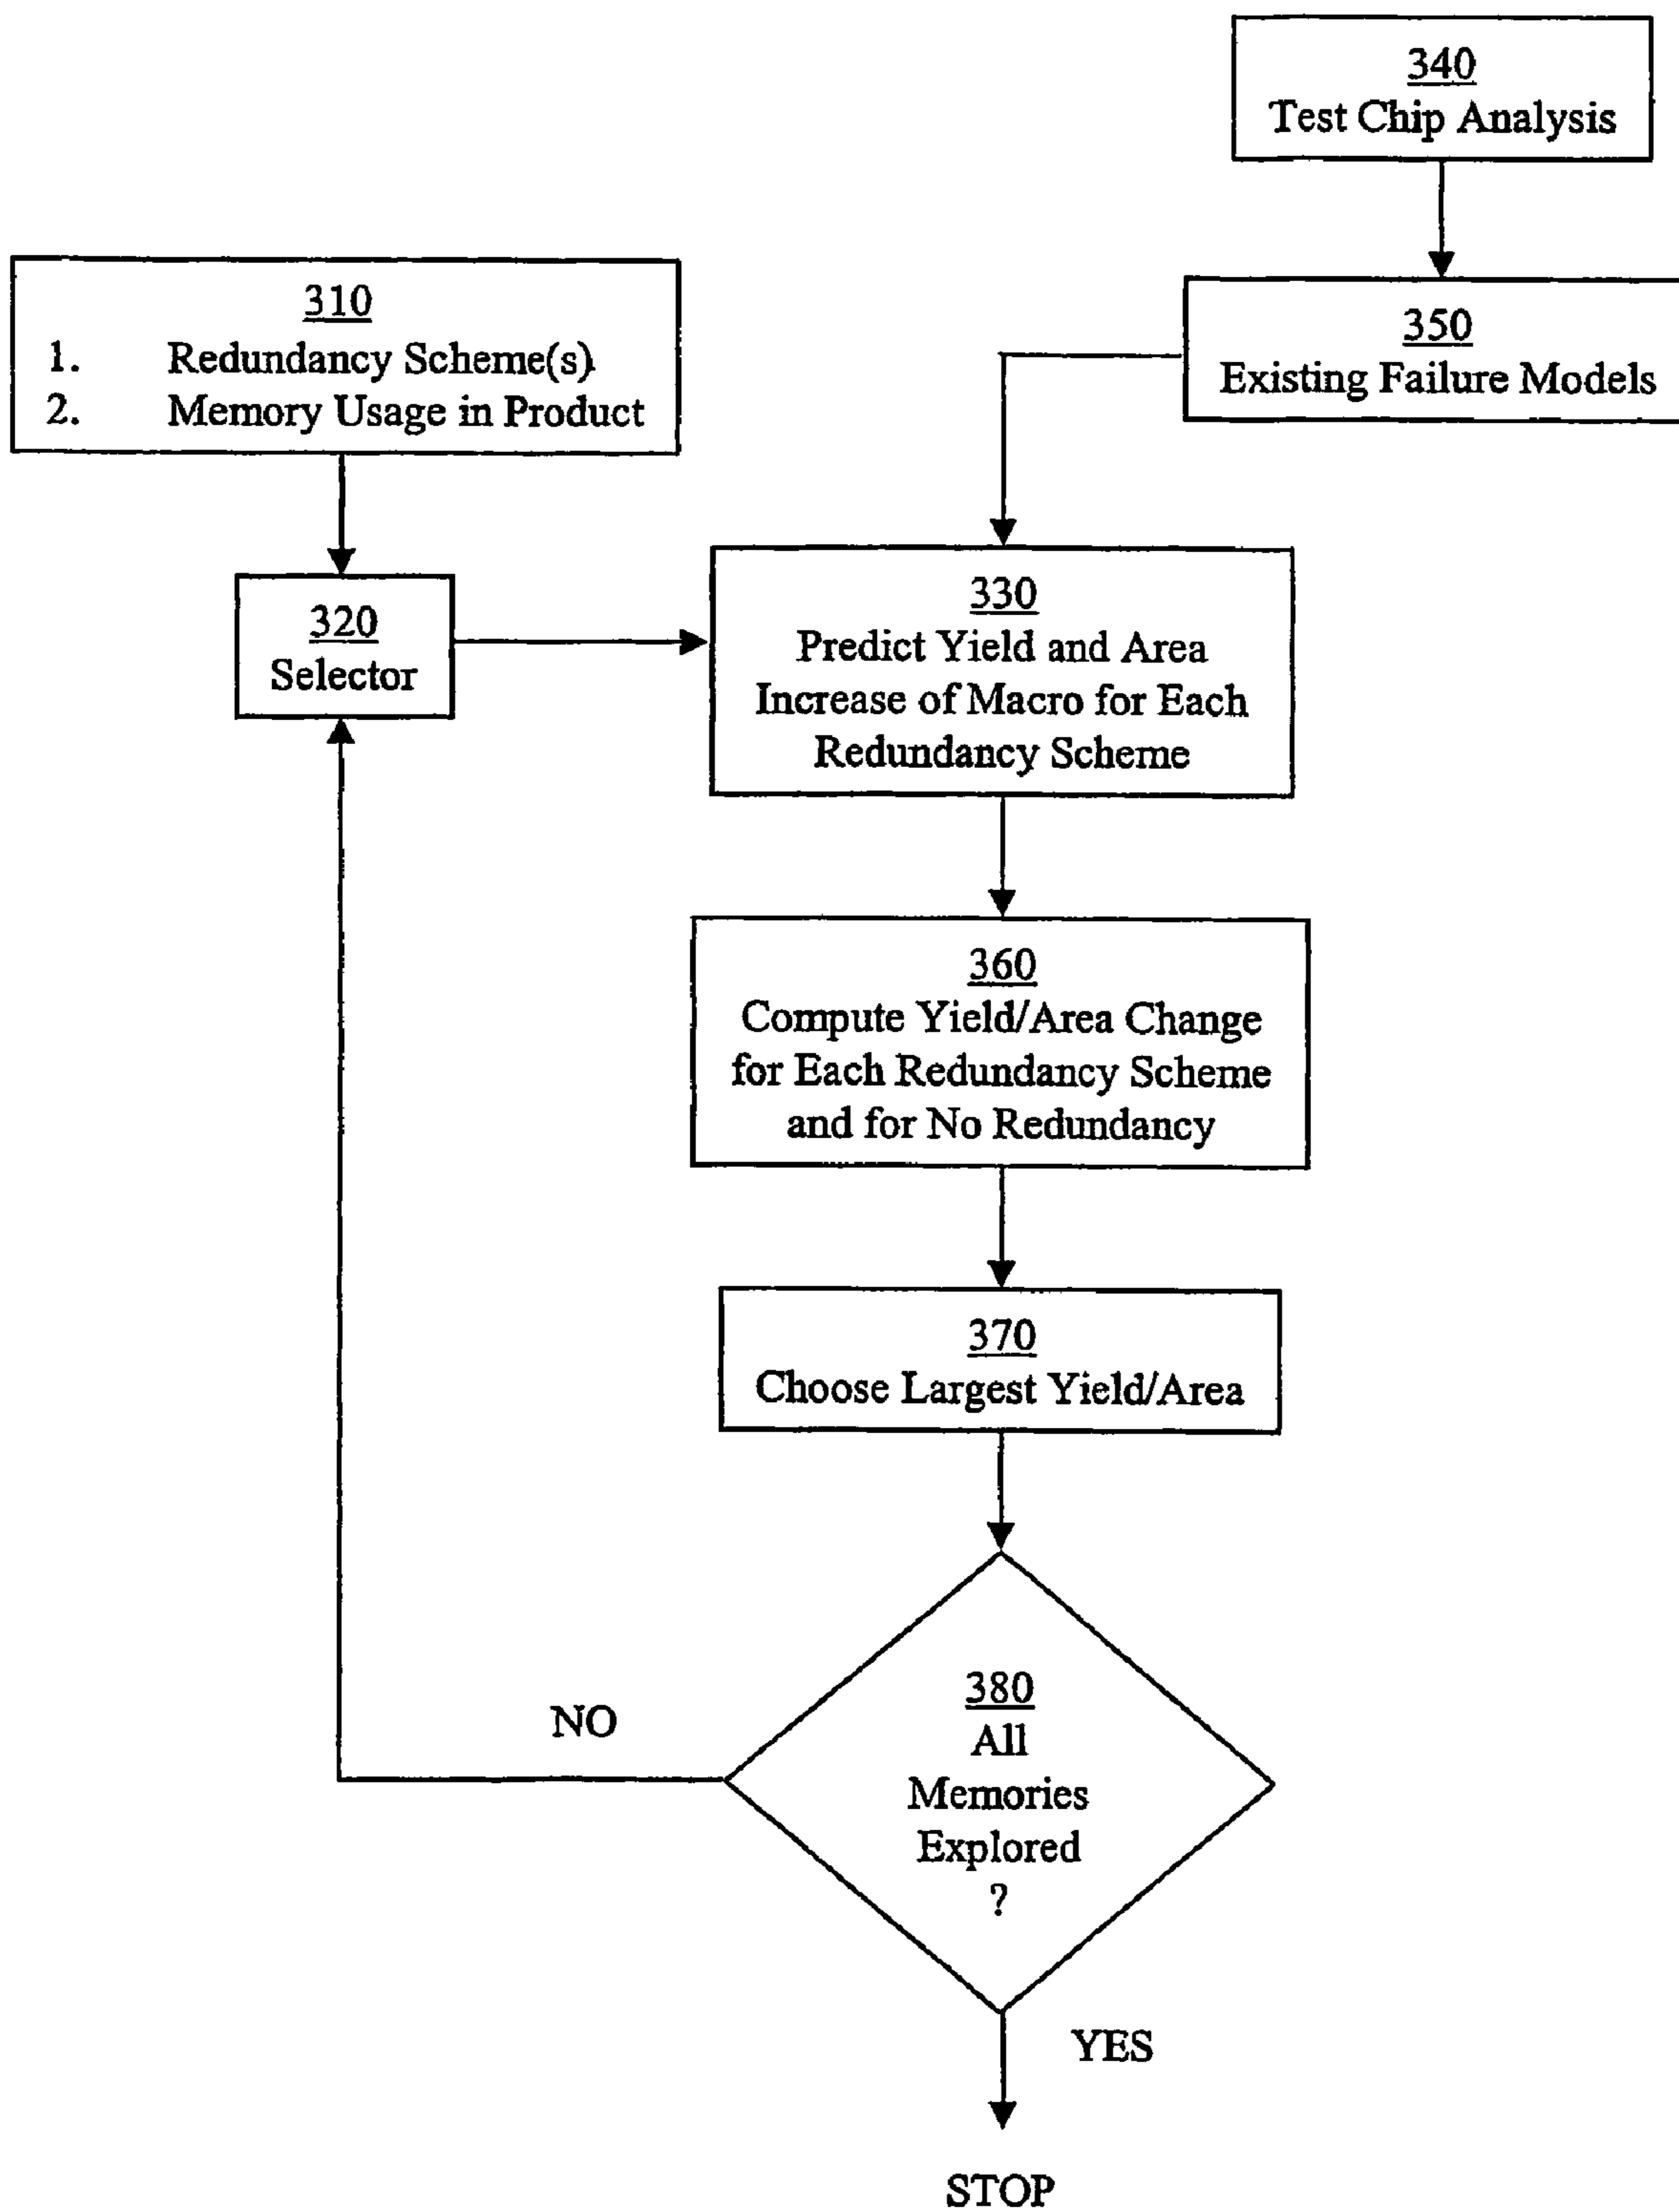 340
Test Chip Analysis
310
1. Redundancy Scheme(s)
2. Memory Usage in Product
350
Existing Failure Models
320
Selector
330
Predict Yield and Area
Increase of Macro for Each
Redundancy Scheme
360
Compute Yield/Area Change
for Each Redundancy Scheme
and for No Redundancy
370
Choose Largest Yield/Area
380
All
Memories
Explored
?
NO
YES
STOP